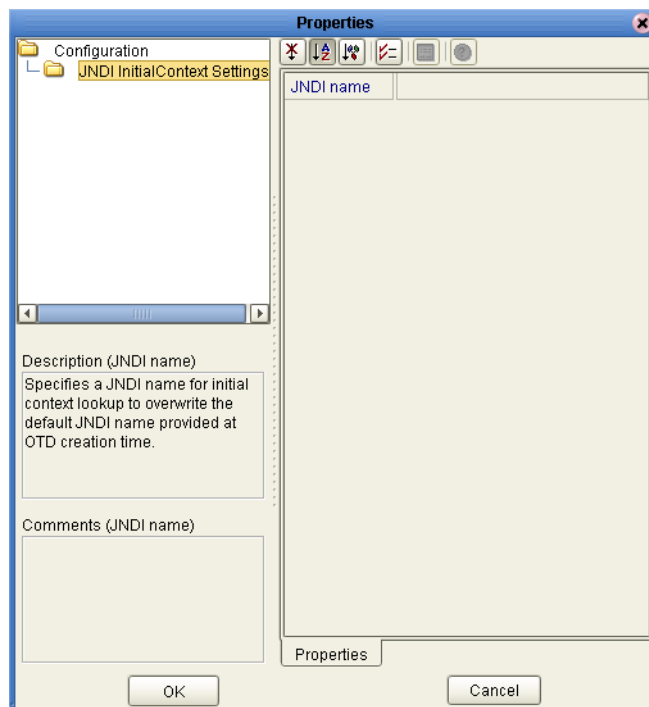 Properties
Configuration
JNDI InitialContext Settings
JNDI name
Description (JNDI name)
Specifies a JNDI name for initial
context lookup to overwrite the
default JNDI name provided at
OTD creation time.
Comments (JNDI name)
Properties
OK
Cancel